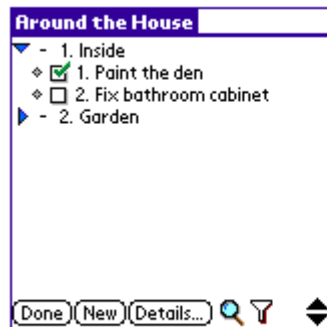 Around the House
- 1. Inside
1. Paint the den
2. Fix bathroom cabinet
- 2. Garden
Done New Details...